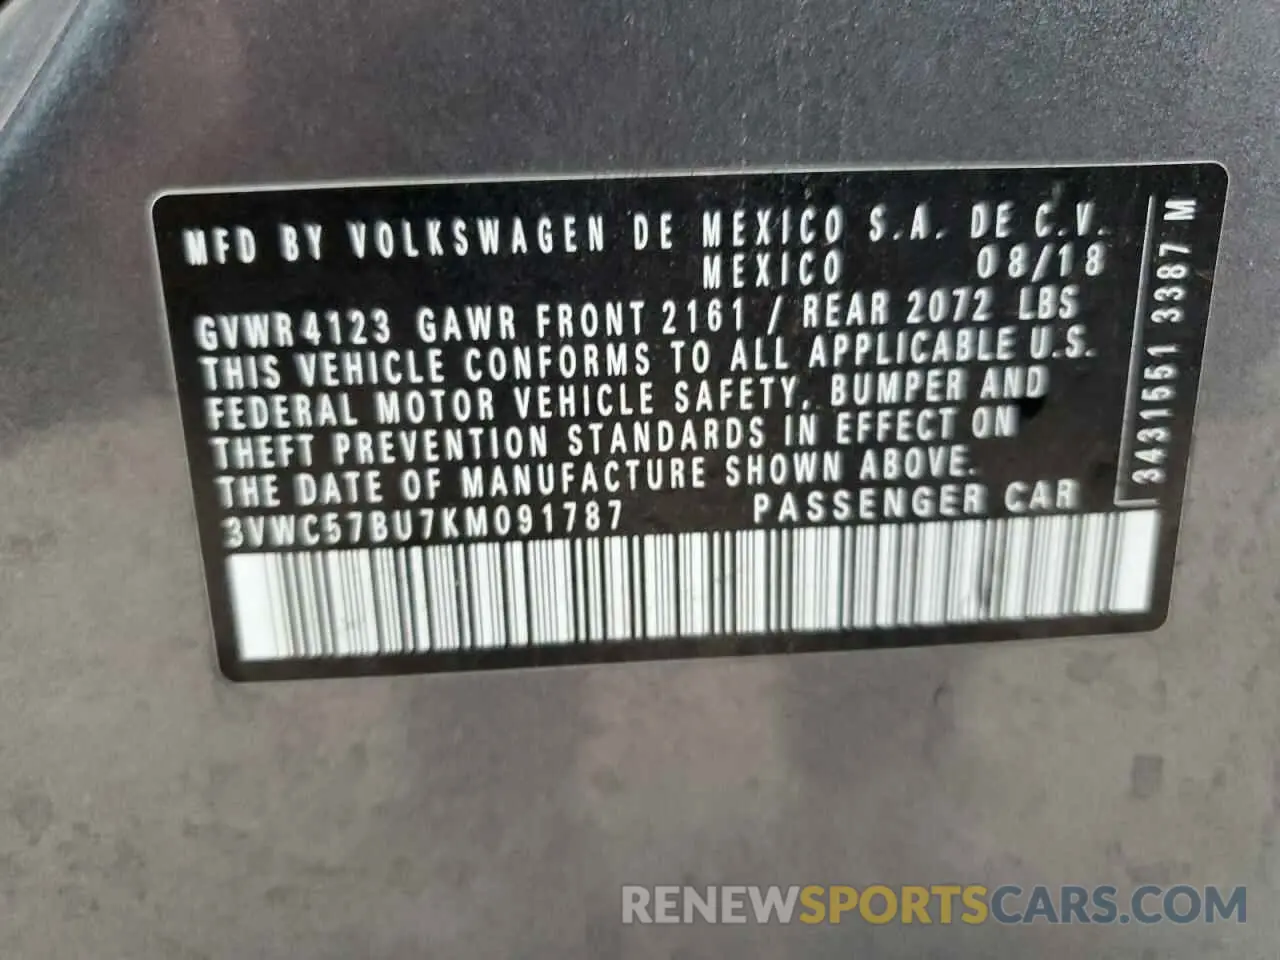 MFD BY VOLKSWAGEN DE MEXICO S.A. DE C.V.
MEXICO 08/18
GVWR 4123 GAWR FRONT 2161 / REAR 2072 LBS
THIS VEHICLE CONFORMS TO ALL APPLICABLE U.S.
FEDERAL MOTOR VEHICLE SAFETY, BUMPER AND
THEFT PREVENTION STANDARDS IN EFFECT ON
THE DATE OF MANUFACTURE SHOWN ABOVE.
3VWC57BU7KM091787 PASSENGER CAR
3431551 3387 M
RENEWSPORTSCARS.COM